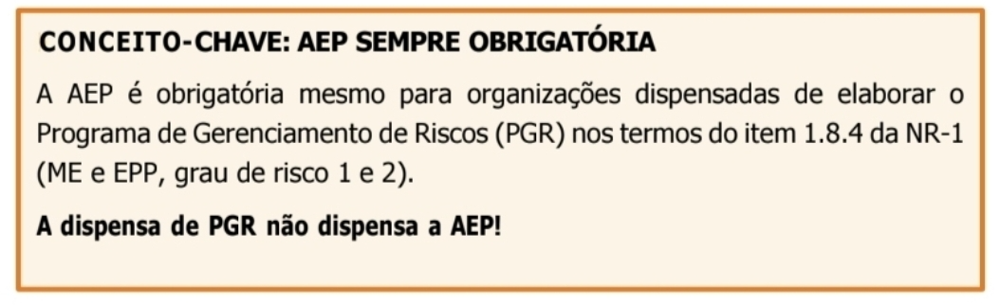 CONCEITO-CHAVE: AEP SEMPRE OBRIGATÓRIA
A AEP é obrigatória mesmo para organizações dispensadas de elaborar o
Programa de Gerenciamento de Riscos (PGR) nos termos do item 1.8.4 da NR-1
(ME e EPP, grau de risco 1 e 2).
A dispensa de PGR não dispensa a AEP!